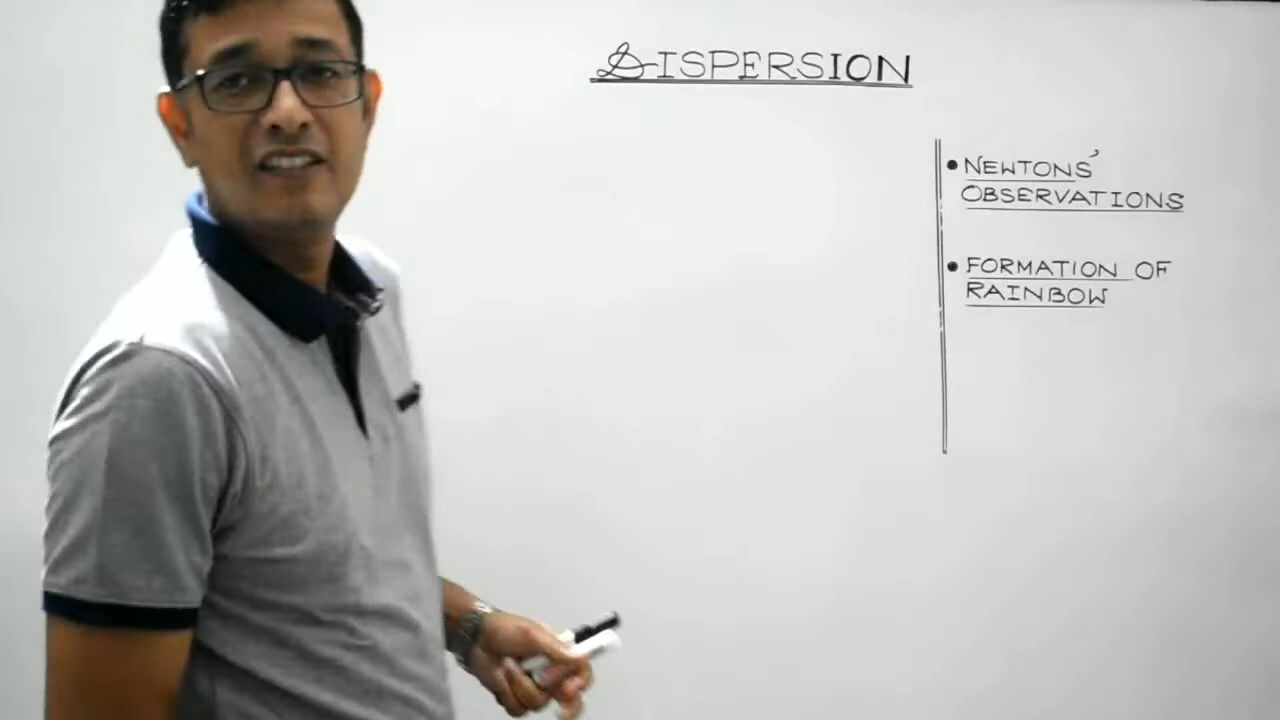 DISPERSION
• NEWTONS'
OBSERVATIONS
• FORMATION OF
RAINBOW